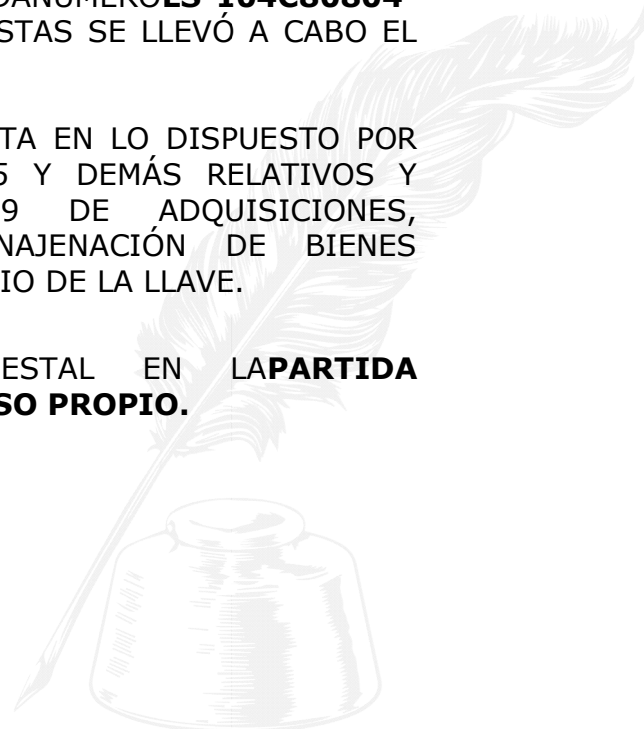 STAS SE LLEVÓ A CABO EL
TA EN LO DISPUESTO POR
5 Y DEMÁS RELATIVOS Y
9 DE ADQUISICIONES,
NAJENACIÓN DE BIENES
IO DE LA LLAVE.
ESTAL EN LAPARTIDA
SO PROPIO.